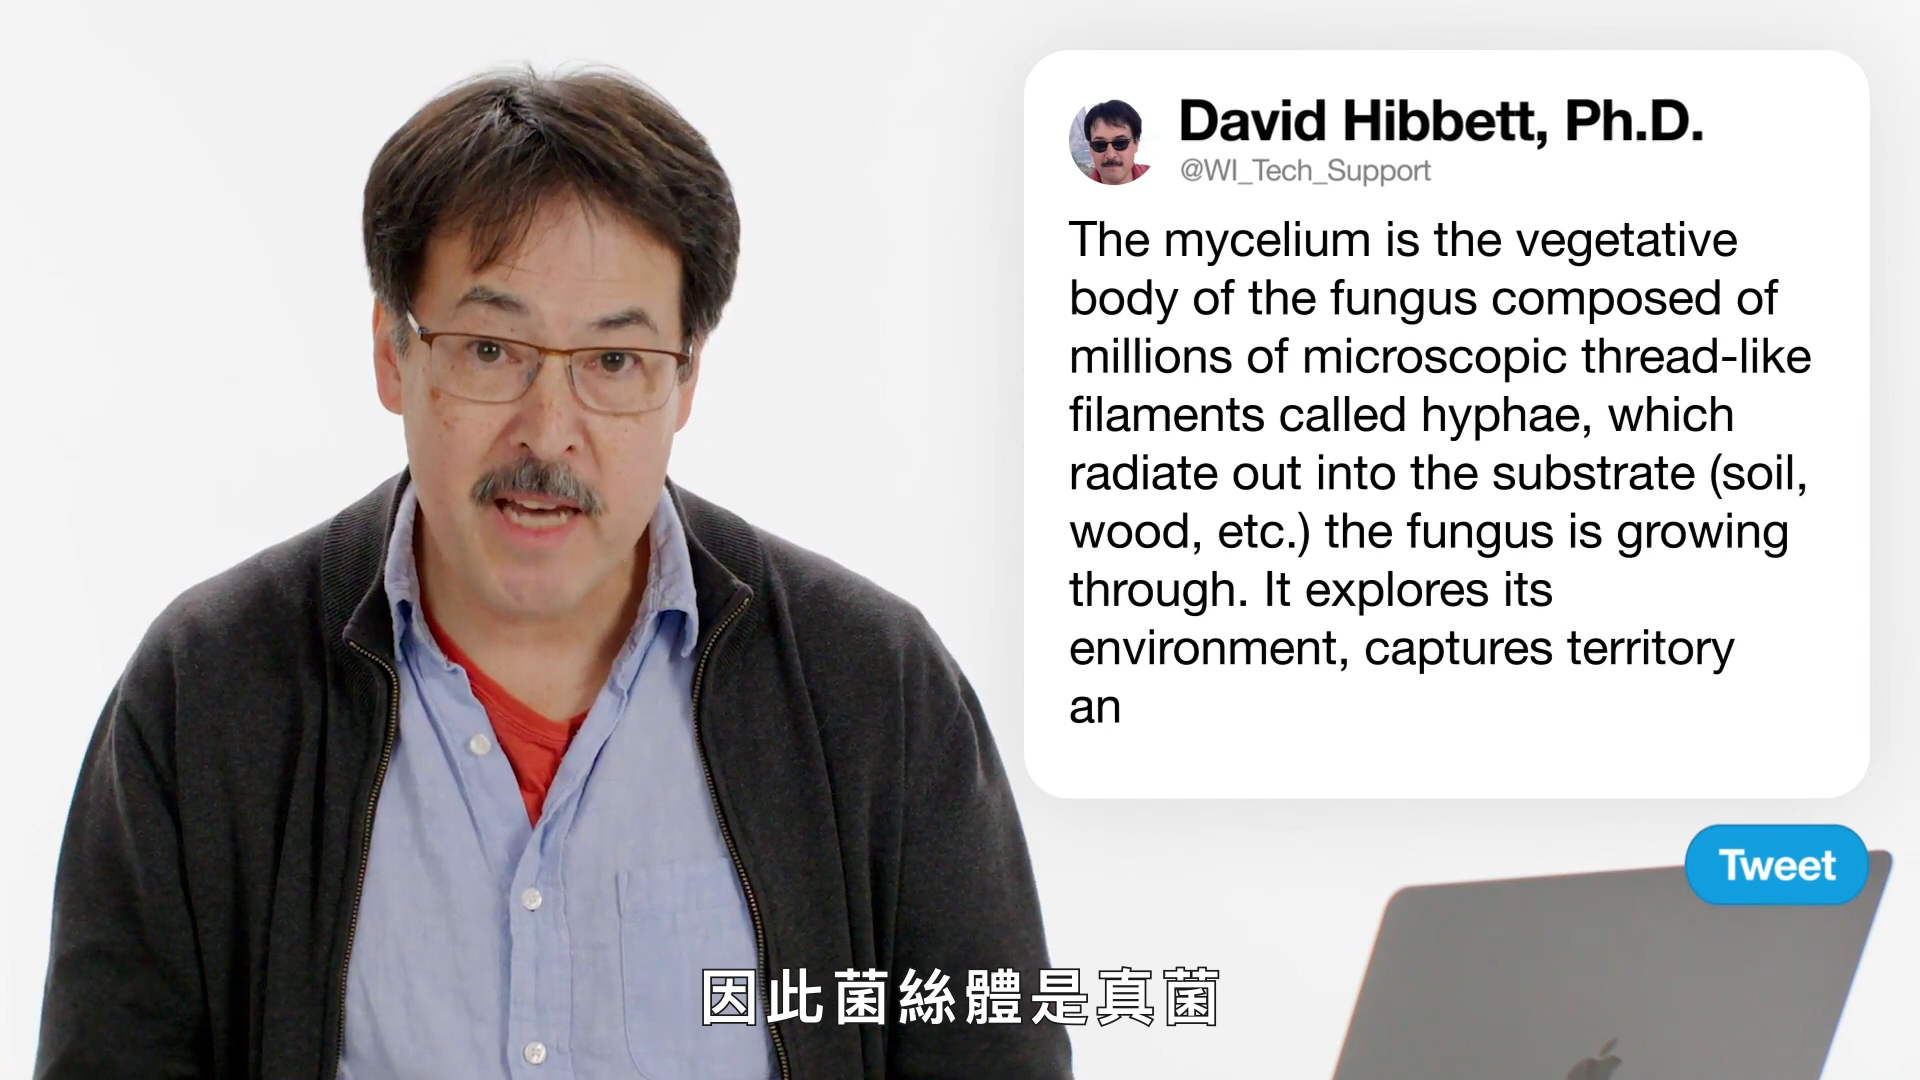 David Hibbett, Ph.D.
@WI_Tech_Support
The mycelium is the vegetative
body of the fungus composed of
millions of microscopic thread-like
filaments called hyphae, which
radiate out into the substrate (soil,
wood, etc.) the fungus is growing
through. It explores its
environment, captures territory
an
Tweet
因此菌絲體是真菌